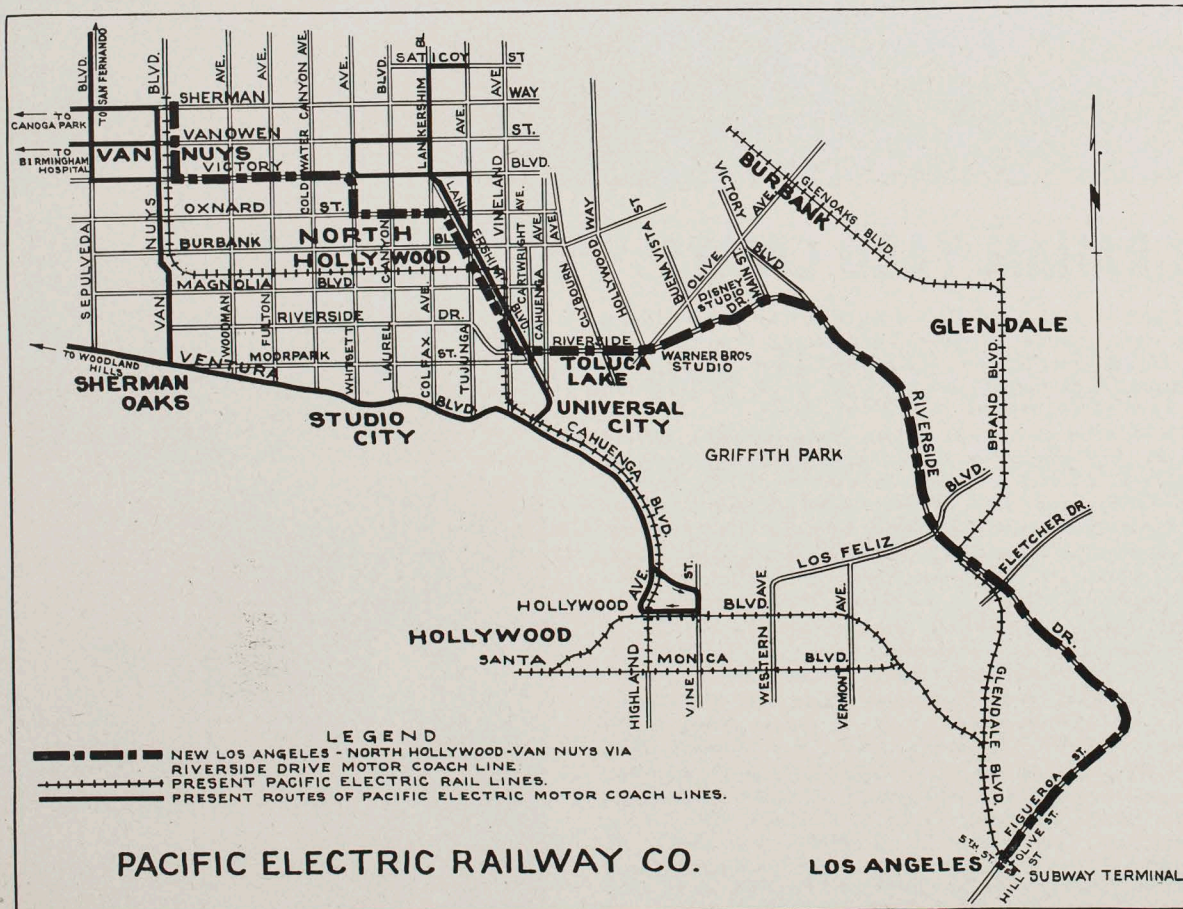 BLVD.
TO SAN FERNANDO
BLVD.
AVE.
AVE.
COLD WATER CANYON AVE.
AVE.
BLVD.
LANKERSHIM BL
AVE.
AVE
SATICOY ST
SHERMAN WAY
TO
CANOGA PARK
VANOWEN ST.
TO
BIRMINGHAM
HOSPITAL
VAN NUYS
VICTORY BLVD.
OXNARD ST.
NORTH
HOLLYWOOD
BURBANK BL
MAGNOLIA BLVD.
RIVERSIDE DR.
MOORPARK ST.
SEPULVEDA
VAN NUYS
WOODMAN
FULTON
WHITSETT
LAUREL CANYON
COLFAX AVE.
TUJUNGA
LANKERSHIM BLVD
VINELAND
CARTWRIGHT AVE.
CAHUENGA AVE.
CLYBOURN AVE
HOLLYWOOD WAY
BUENA VISTA ST
OLIVE AVE
VICTORY BLVD.
MAIN ST
DISNEY
STUDIO
DR.
RIVERSIDE
WARNER BROS
STUDIO
TOLUCA
LAKE
BURBANK
GLENOAKS BLVD.
GLENDALE
BRAND BLVD.
TO WOODLAND
HILLS
VENTURA BLVD.
SHERMAN
OAKS
STUDIO
CITY
UNIVERSAL
CITY
CAHUENGA BLVD.
GRIFFITH PARK
RIVERSIDE DR.
LOS FELIZ BLVD.
FLETCHER DR.
HOLLYWOOD BLVD.
HOLLYWOOD
SANTA MONICA BLVD.
HIGHLAND AVE.
VINE ST.
WESTERN AVE
VERMONT AVE.
GLENDALE BLVD.
FIGUEROA ST.
5TH ST.
OLIVE ST.
HILL ST
LOS ANGELES
SUBWAY TERMINAL
LEGEND
NEW LOS ANGELES - NORTH HOLLYWOOD-VAN NUYS VIA
RIVERSIDE DRIVE MOTOR COACH LINE.
PRESENT PACIFIC ELECTRIC RAIL LINES.
PRESENT ROUTES OF PACIFIC ELECTRIC MOTOR COACH LINES.
PACIFIC ELECTRIC RAILWAY CO.